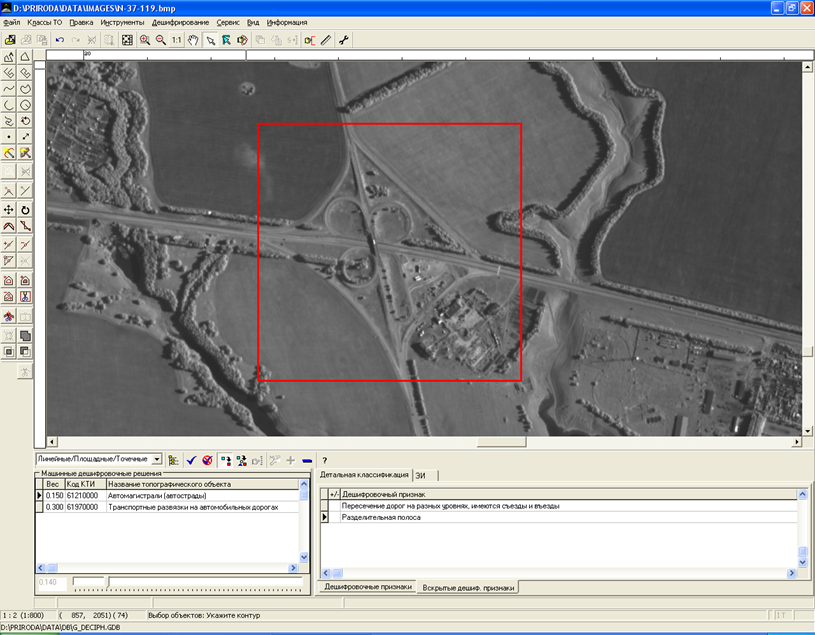 D:\PRIRODA\DATA\IMAGES\N-37-119.bmp
Файл Классы ТО Правка Инструменты Дешифрирование Сервис Вид Информация
1:1
Линейные/Площадные/Точечные
?
Машинные дешифровочные решения
Вес Код КТИ Название топографического объекта
0.150 61210000 Автомагистрали (автострады)
0.300 61970000 Транспортные развязки на автомобильных дорогах
0.140
Детальная классификация ЭИ
+/- Дешифровочный признак
Пересечение дорог на разных уровнях, имеются съезды и въезды
Разделительная полоса
Дешифровочные признаки Вскрытые дешиф. признаки
1 : 2 (1:800) ( 857, 2051) ( 74) Выбор объектов: Укажите контур
D:\PRIRODA\DATA\DB\G_DECIPH.GDB